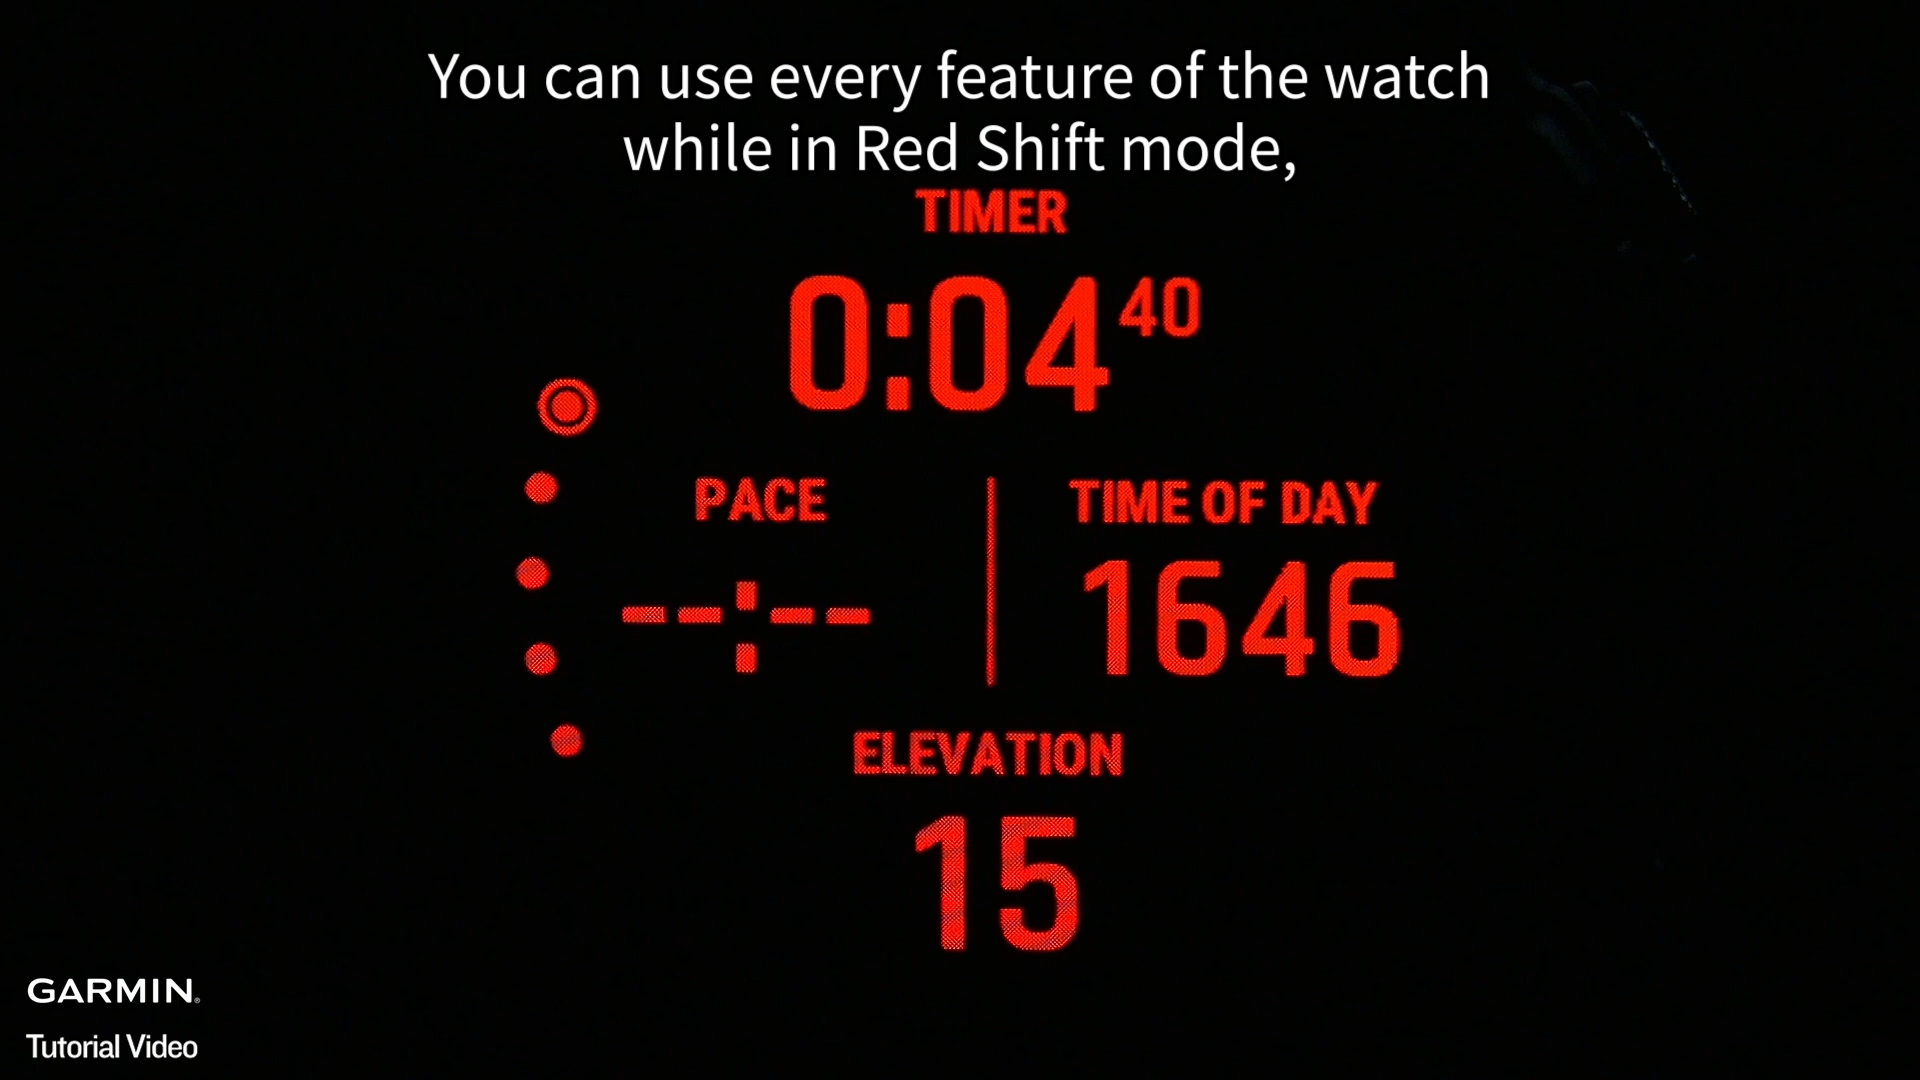 You can use every feature of the watch
while in Red Shift mode,
TIMER
0:04 40
PACE
--:--
TIME OF DAY
1646
ELEVATION
15
GARMIN®
Tutorial Video